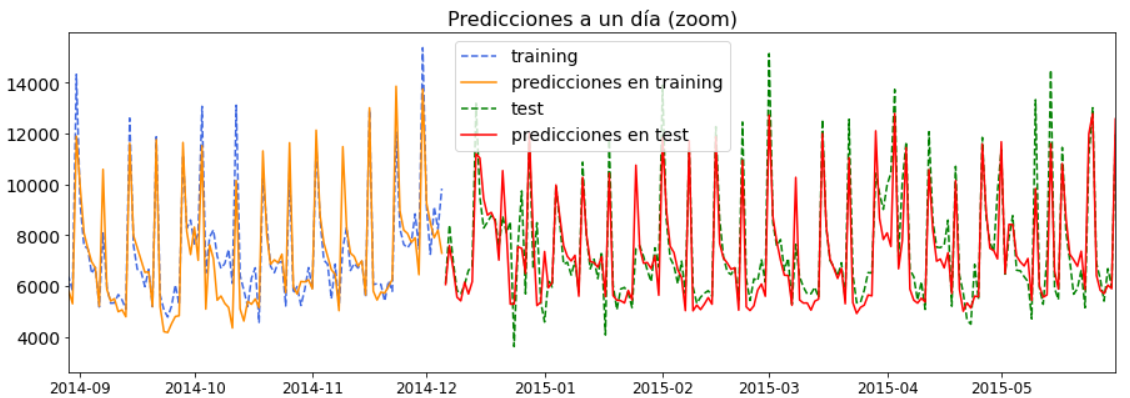 Predicciones a un día (zoom)
training
predicciones en training
test
predicciones en test
14000
12000
10000
8000
6000
4000
2014-09 2014-10 2014-11 2014-12 2015-01 2015-02 2015-03 2015-04 2015-05